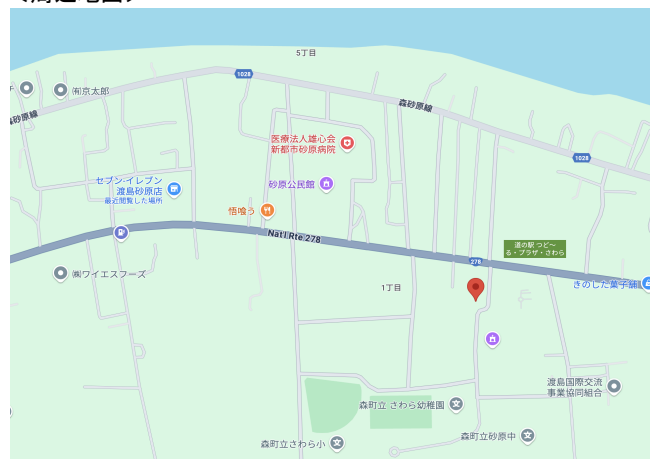 5丁目
1028
㈲京太郎
森砂原線
森砂原線
1028
医療法人雄心会
新都市砂原病院
セブン-イレブン
渡島砂原店
最近閲覧した場所
砂原公民館
悟喰う
Nat'l Rte 278
道の駅 つど〜
る・プラザ・さわら
278
㈱ワイエスフーズ
1丁目
きのした菓子舗
渡島国際交流
事業協同組合
森町立 さわら幼稚園
森町立さわら小
森町立砂原中